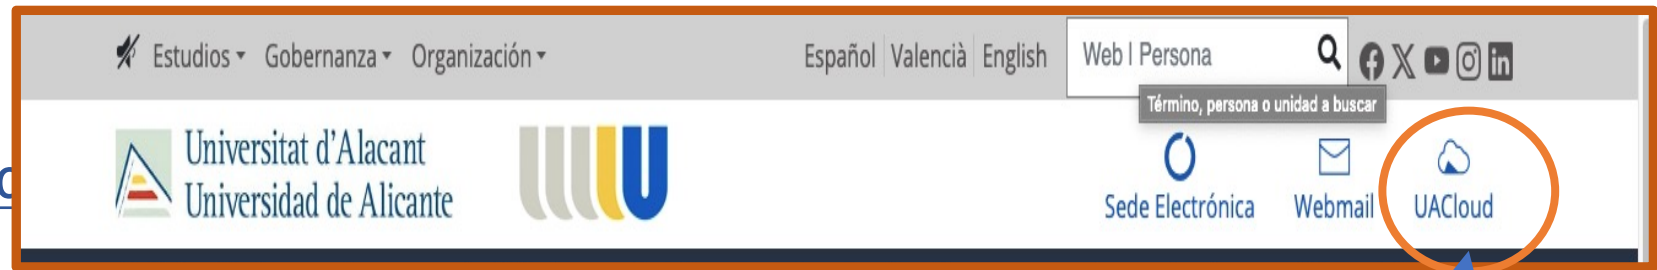 Estudios Gobernanza Organización Español Valencià English Web | Persona
Término, persona o unidad a buscar
Universitat d'Alacant
Universidad de Alicante
Sede Electrónica Webmail UACloud